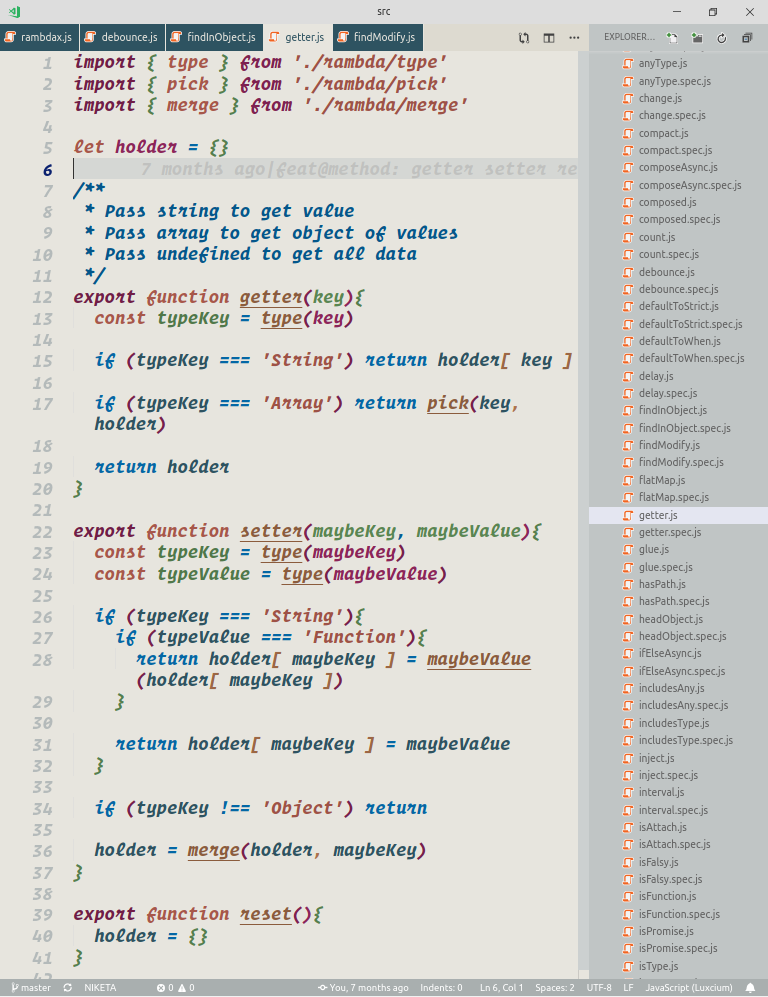 src
rambdax.js
debounce.js
findInObject.js
getter.js
findModify.js
EXPLORER...
1 import { type } from './rambda/type'
2 import { pick } from './rambda/pick'
3 import { merge } from './rambda/merge'
4
5 let holder = {}
6 7 months ago|feat@method: getter setter re
7 /**
8 * Pass string to get value
9 * Pass array to get object of values
10 * Pass undefined to get all data
11 */
12 export function getter(key){
13 const typeKey = type(key)
14
15 if (typeKey === 'String') return holder[ key ]
16
17 if (typeKey === 'Array') return pick(key,
holder)
18
19 return holder
20 }
21
22 export function setter(maybeKey, maybeValue){
23 const typeKey = type(maybeKey)
24 const typeValue = type(maybeValue)
25
26 if (typeKey === 'String'){
27 if (typeValue === 'Function'){
28 return holder[ maybeKey ] = maybeValue
(holder[ maybeKey ])
29 }
30
31 return holder[ maybeKey ] = maybeValue
32 }
33
34 if (typeKey !== 'Object') return
35
36 holder = merge(holder, maybeKey)
37 }
38
39 export function reset(){
40 holder = {}
41 }
42
anyType.js
anyType.spec.js
change.js
change.spec.js
compact.js
compact.spec.js
composeAsync.js
composeAsync.spec.js
composed.js
composed.spec.js
count.js
count.spec.js
debounce.js
debounce.spec.js
defaultToStrict.js
defaultToStrict.spec.js
defaultToWhen.js
defaultToWhen.spec.js
delay.js
delay.spec.js
findInObject.js
findInObject.spec.js
findModify.js
findModify.spec.js
flatMap.js
flatMap.spec.js
getter.js
getter.spec.js
glue.js
glue.spec.js
hasPath.js
hasPath.spec.js
headObject.js
headObject.spec.js
ifElseAsync.js
ifElseAsync.spec.js
includesAny.js
includesAny.spec.js
includesType.js
includesType.spec.js
inject.js
inject.spec.js
interval.js
interval.spec.js
isAttach.js
isAttach.spec.js
isFalsy.js
isFalsy.spec.js
isFunction.js
isFunction.spec.js
isPromise.js
isPromise.spec.js
isType.js
master NIKETA 0 0 You, 7 months ago Indents: 0 Ln 6, Col 1 Spaces: 2 UTF-8 LF JavaScript (Luxcium)